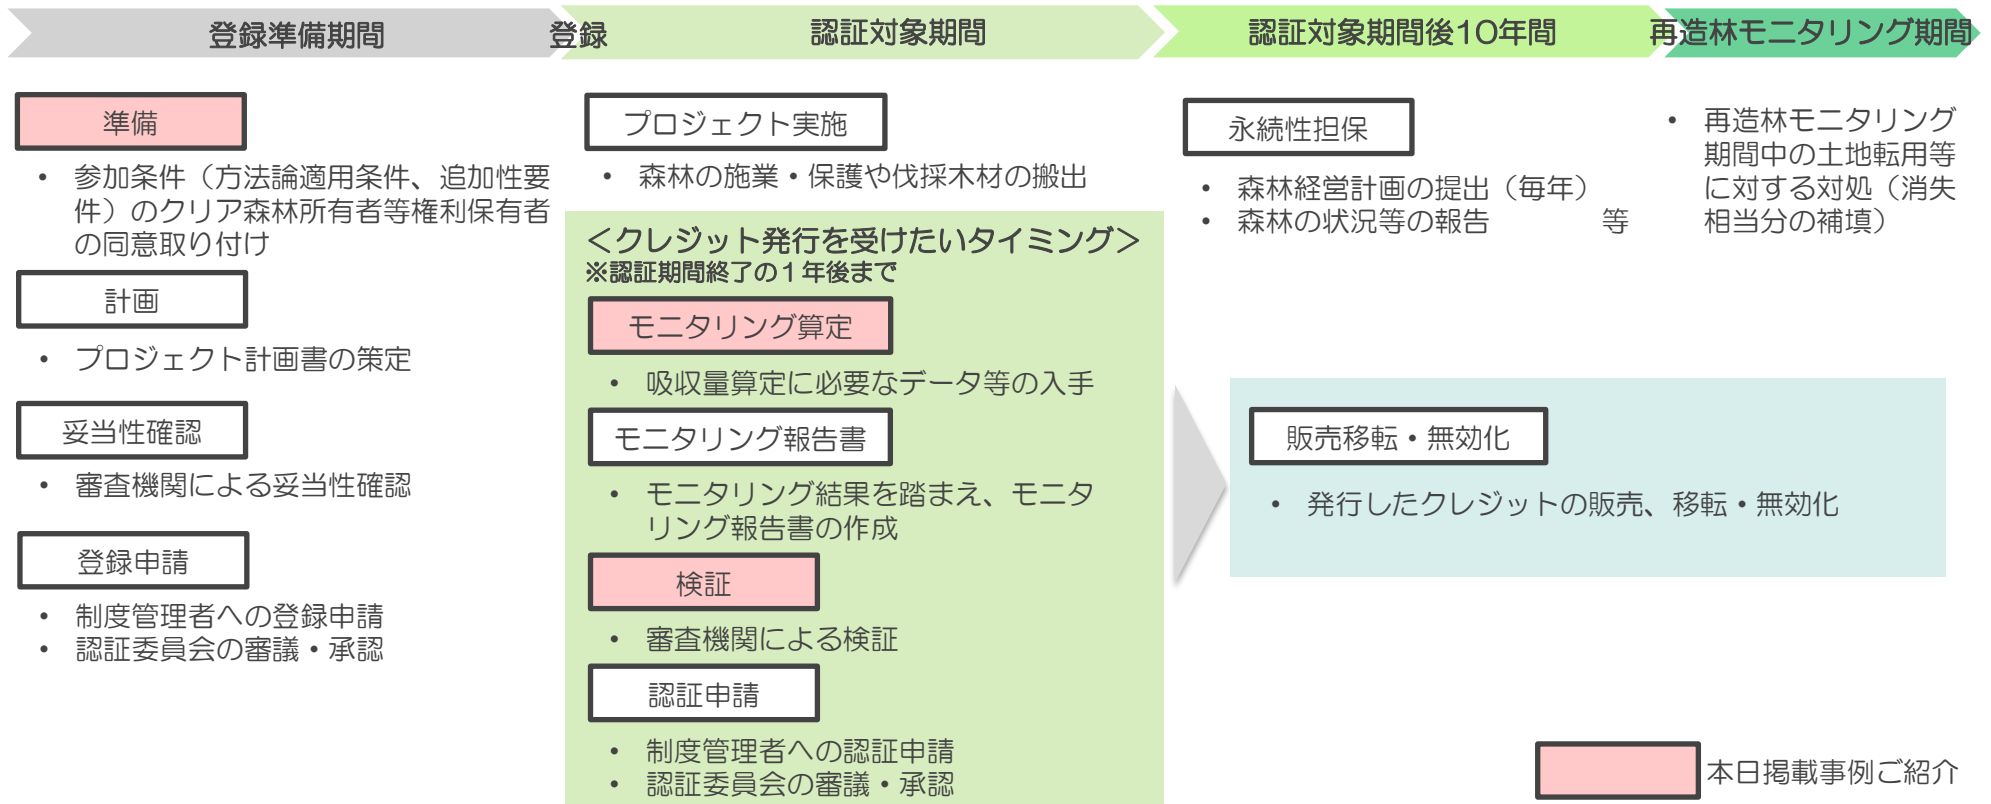 登録準備期間
登録
認証対象期間
認証対象期間後10年間
再造林モニタリング期間
準備
• 参加条件（方法論適用条件、追加性要
件）のクリア森林所有者等権利保有者
の同意取り付け
計画
• プロジェクト計画書の策定
妥当性確認
• 審査機関による妥当性確認
登録申請
• 制度管理者への登録申請
• 認証委員会の審議・承認
プロジェクト実施
• 森林の施業・保護や伐採木材の搬出
＜クレジット発行を受けたいタイミング＞
※認証期間終了の１年後まで
モニタリング算定
• 吸収量算定に必要なデータ等の入手
モニタリング報告書
• モニタリング結果を踏まえ、モニタ
リング報告書の作成
検証
• 審査機関による検証
認証申請
• 制度管理者への認証申請
• 認証委員会の審議・承認
永続性担保
• 森林経営計画の提出（毎年）
• 森林の状況等の報告 等
• 再造林モニタリング
期間中の土地転用等
に対する対処（消失
相当分の補填）
販売移転・無効化
• 発行したクレジットの販売、移転・無効化
本日掲載事例ご紹介